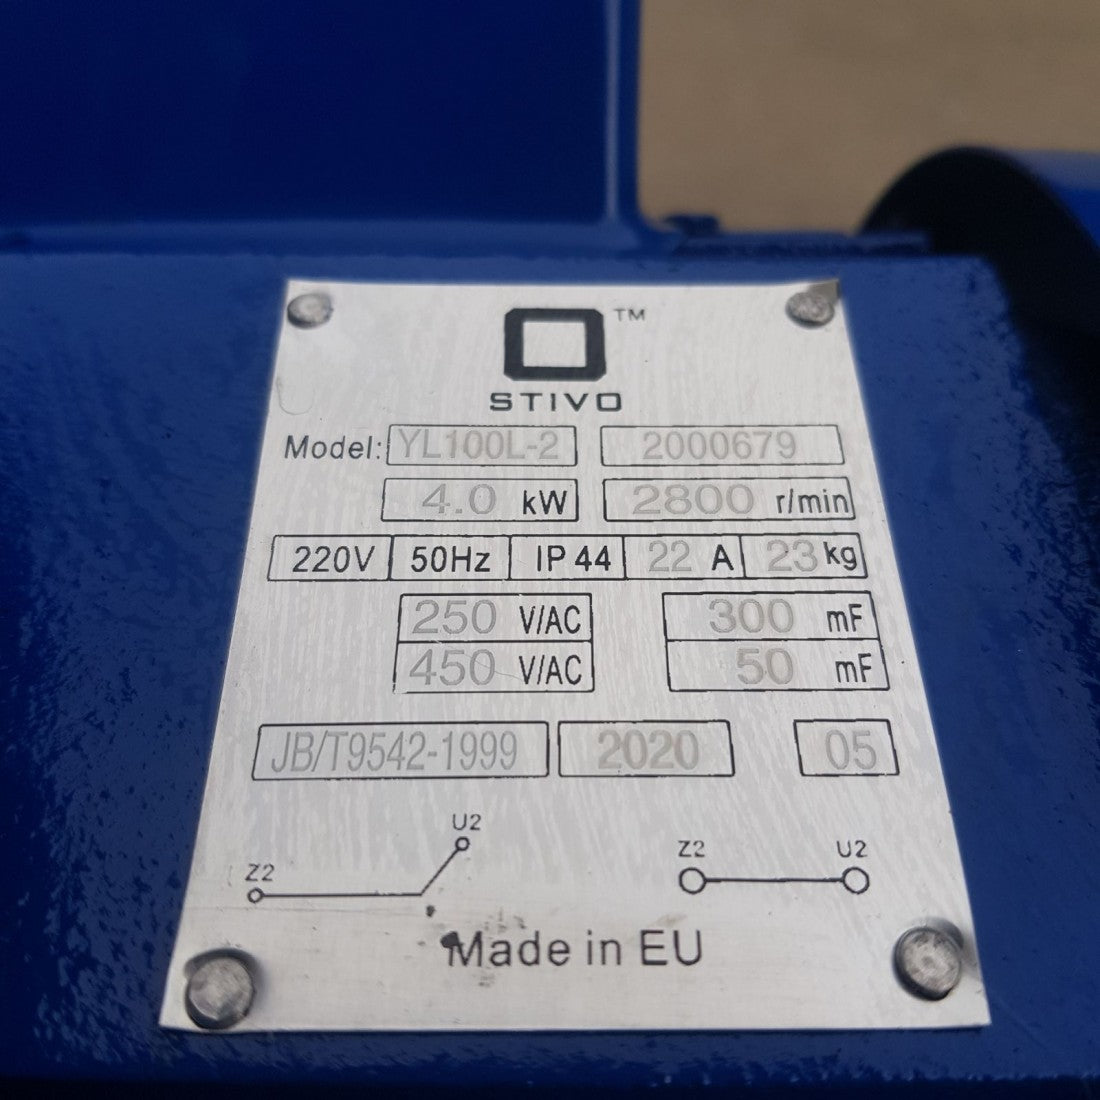 TM
STIVO
Model: YL100L-2 2000679
4.0 kW 2800 r/min
220V 50Hz IP 44 22 A 23 kg
250 V/AC 300 mF
450 V/AC 50 mF
JB/T9542-1999 2020 05
U2
Z2
Z2 U2
Made in EU